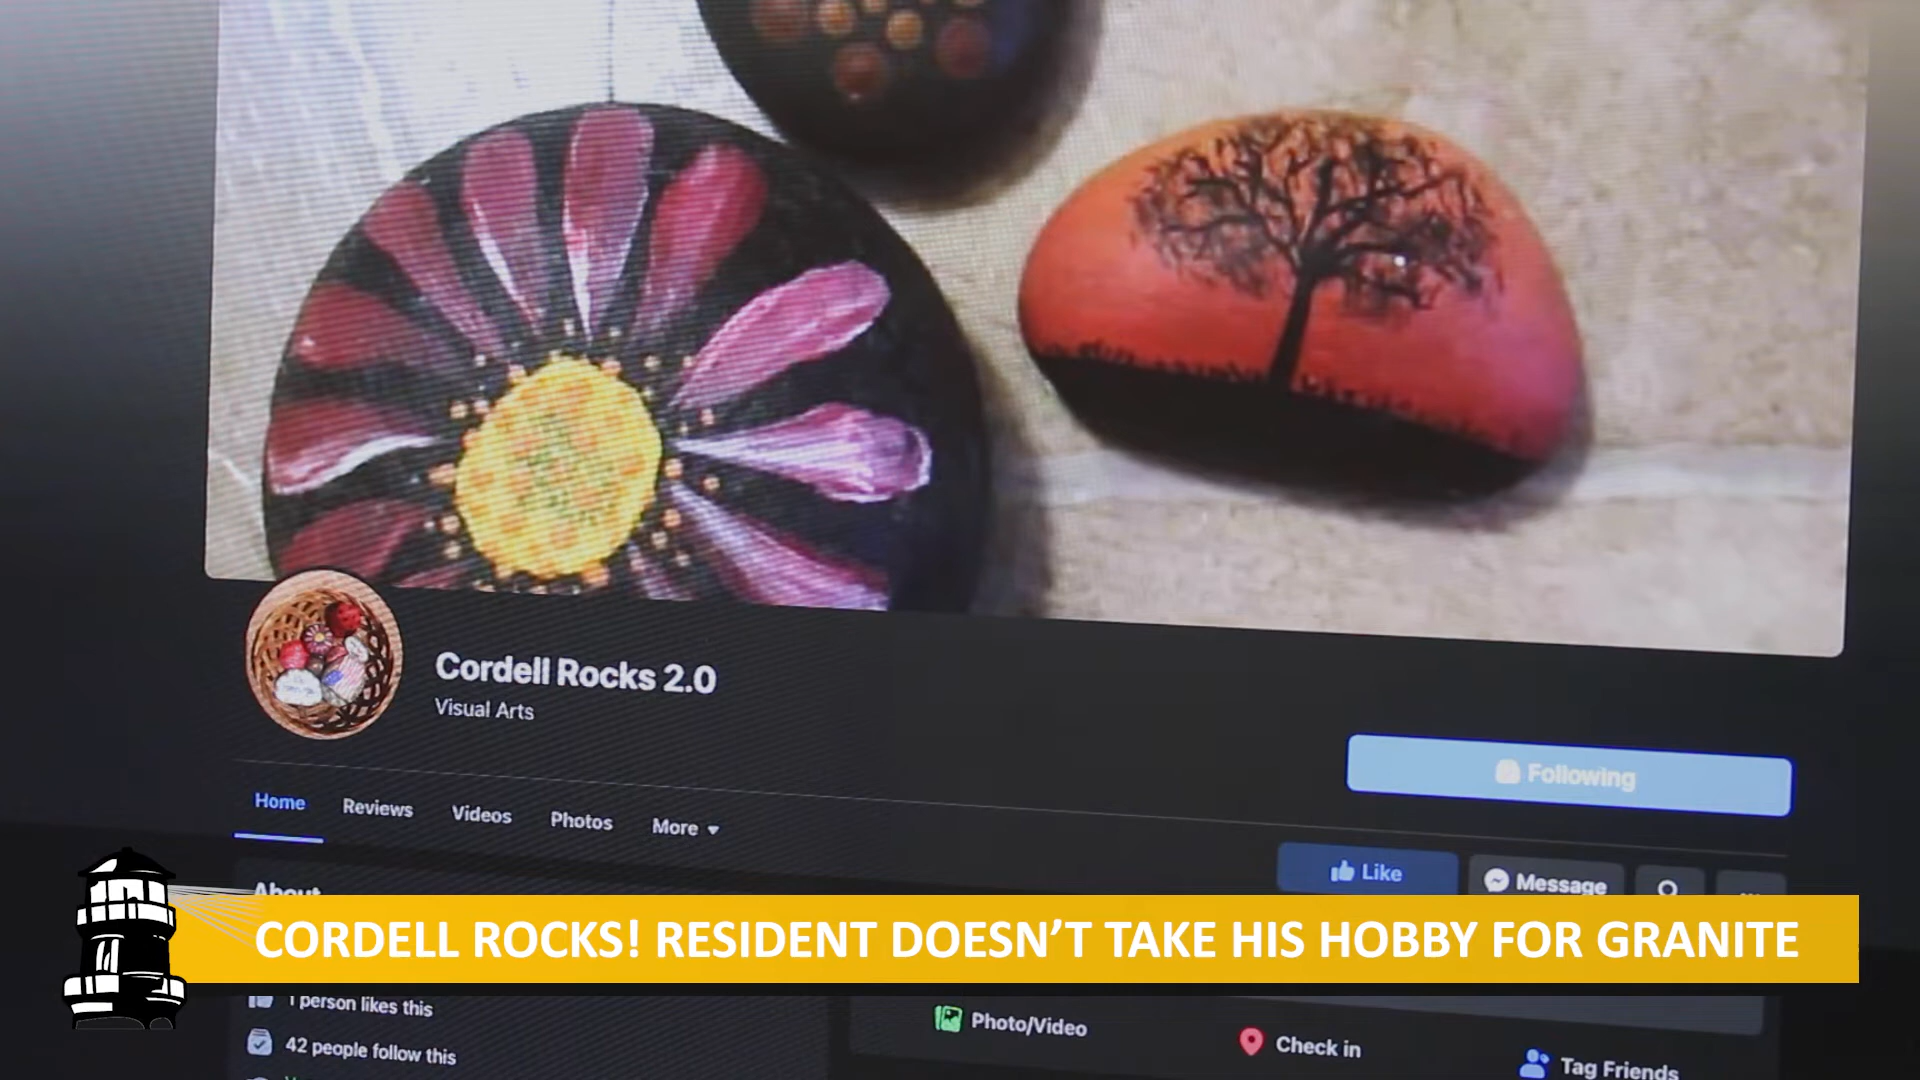 Cordell Rocks 2.0
Visual Arts
Following
Home Reviews Videos Photos More
Like Message
About
CORDELL ROCKS! RESIDENT DOESN’T TAKE HIS HOBBY FOR GRANITE
1 person likes this
42 people follow this
Photo/Video Check in Tag Friends